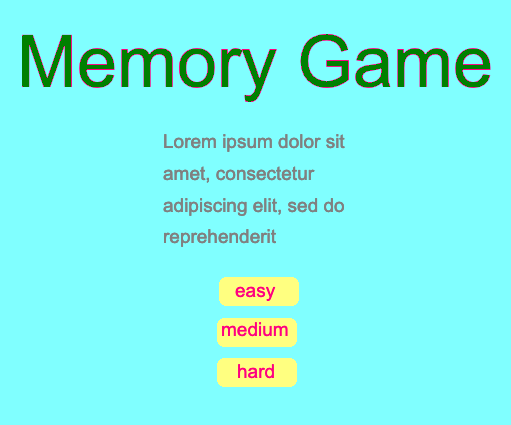 Memory Game
Lorem ipsum dolor sit
amet, consectetur
adipiscing elit, sed do
reprehenderit
easy
medium
hard